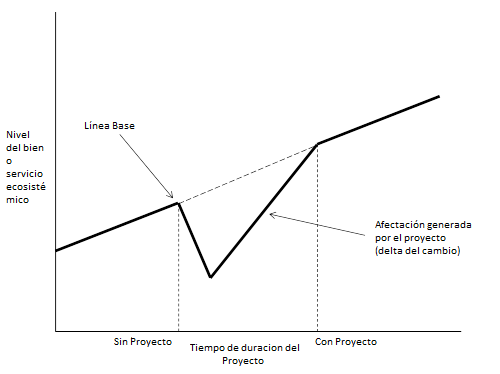 Línea Base
Nivel
del bien
o
servicio
ecosisté
mico
Afectación generada
por el proyecto
(delta del cambio)
Sin Proyecto
Tiempo de duracion del
Proyecto
Con Proyecto